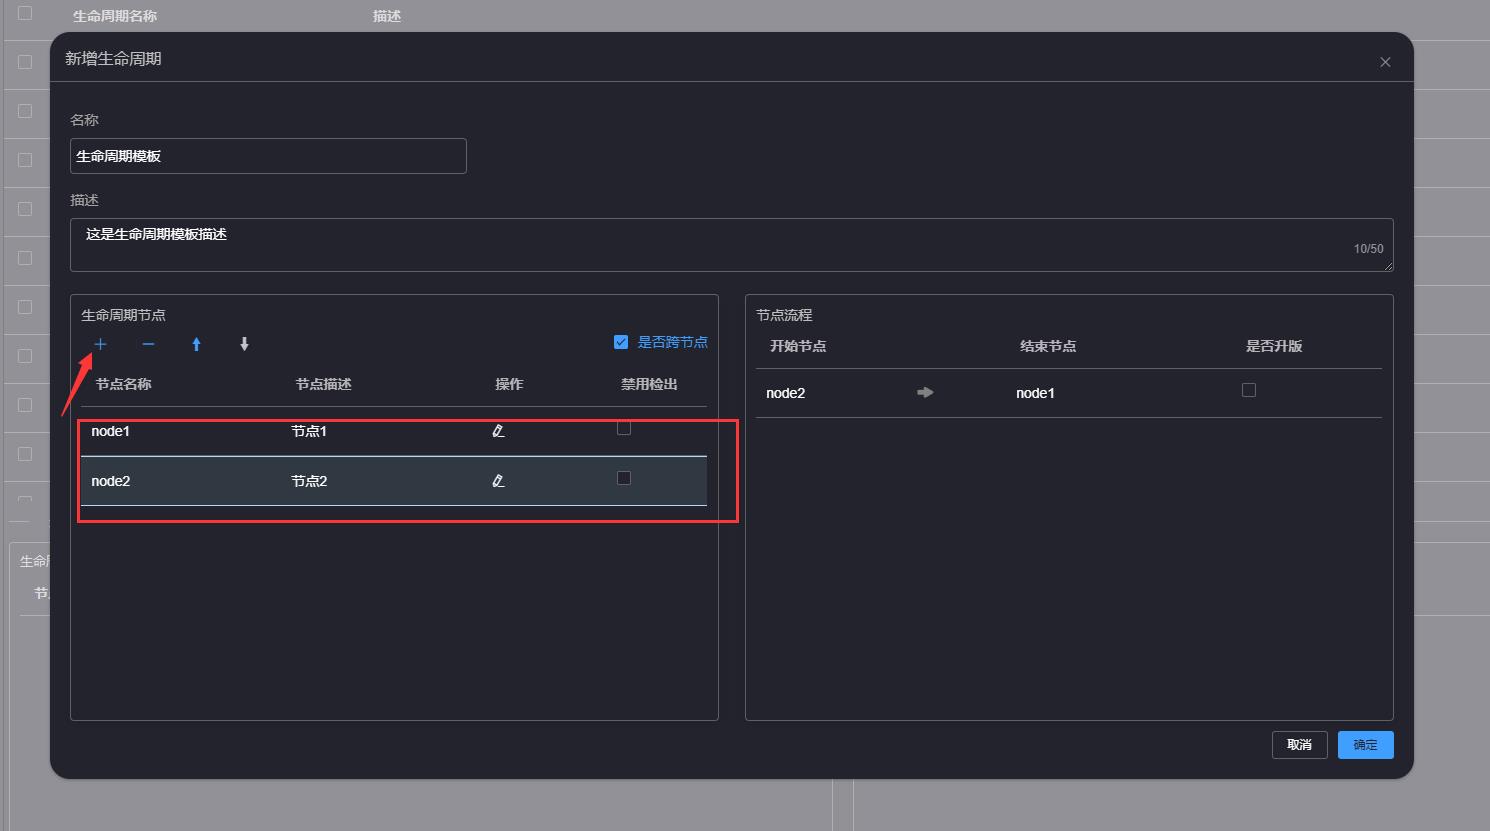 生命周期名称 描述
新增生命周期
名称
生命周期模板
描述
这是生命周期模板描述
10/50
生命周期节点
是否跨节点
节点名称 节点描述 操作 禁用检出
node1 节点1
node2 节点2
节点流程
开始节点 结束节点 是否升版
node2 node1
取消 确定
生命
节